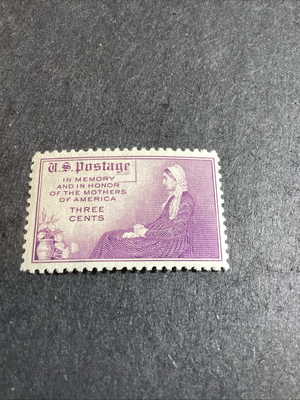 U.S. Postage
IN MEMORY
AND IN HONOR
OF THE MOTHERS
OF AMERICA
THREE
CENTS